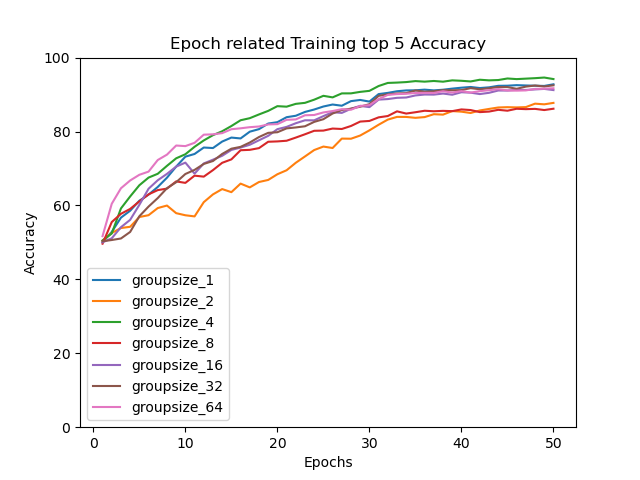 Epoch related Training top 5 Accuracy
100
80
60
40
20
0
Accuracy
groupsize_1
groupsize_2
groupsize_4
groupsize_8
groupsize_16
groupsize_32
groupsize_64
0 10 20 30 40 50
Epochs